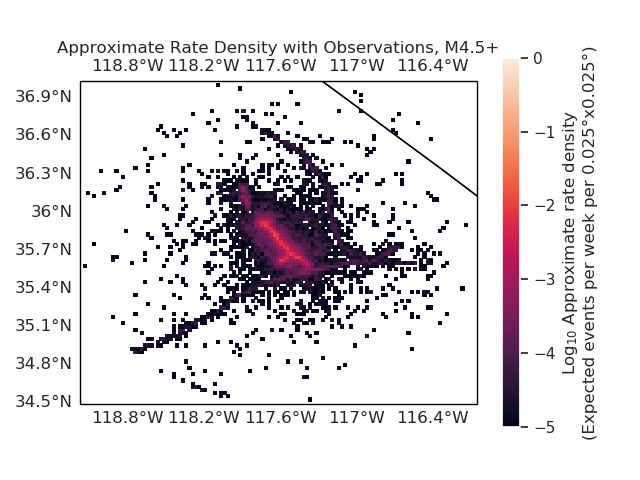 Approximate Rate Density with Observations, M4.5+
118.8°W 118.2°W 117.6°W 117°W 116.4°W
36.9°N
36.6°N
36.3°N
36°N
35.7°N
35.4°N
35.1°N
34.8°N
34.5°N
118.8°W 118.2°W 117.6°W 117°W 116.4°W
0
−1
−2
−3
−4
−5
Log₁₀ Approximate rate density
(Expected events per week per 0.025°x0.025°)